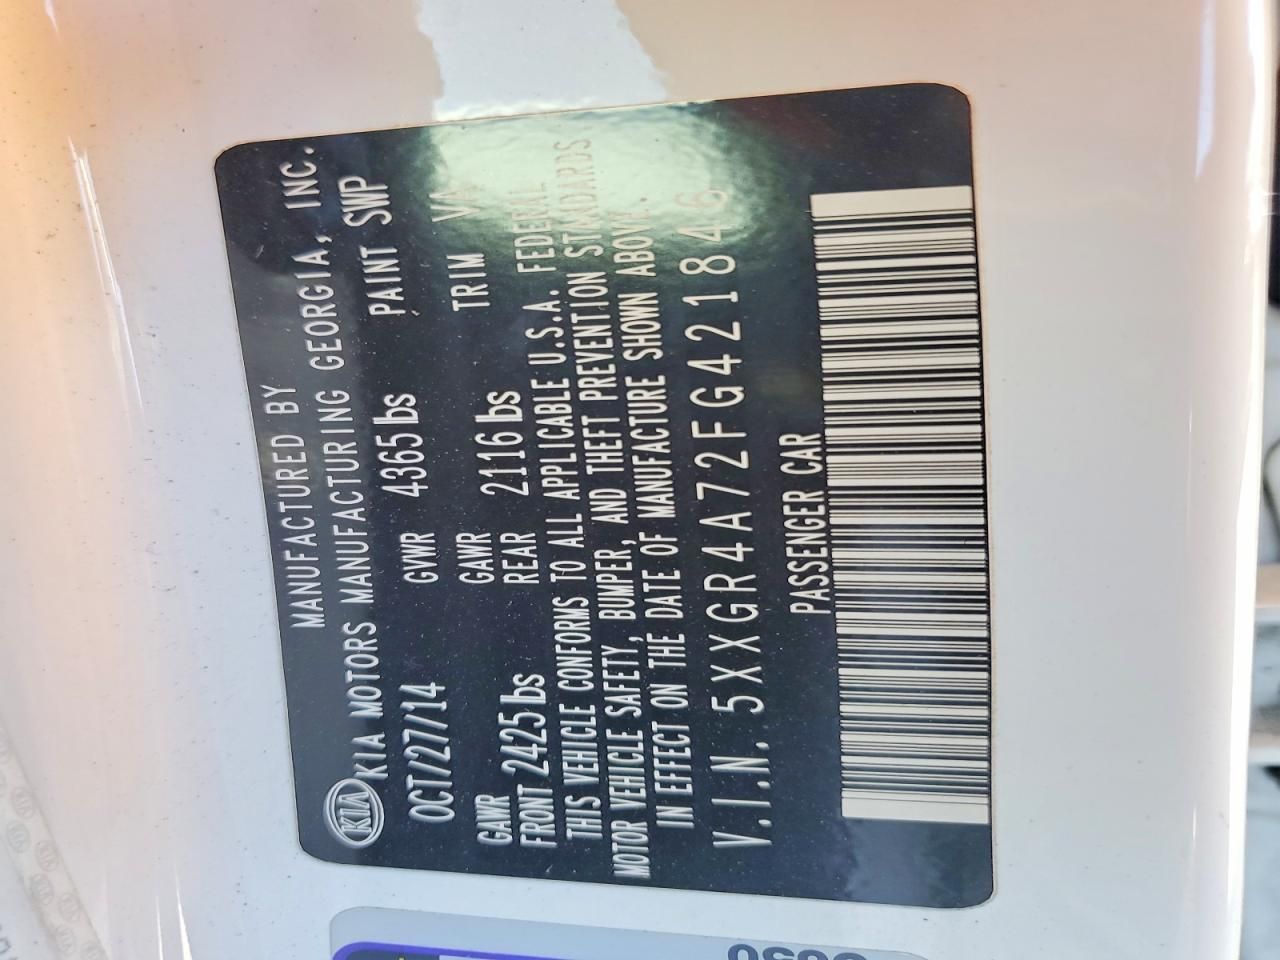 MANUFACTURED BY
KIA KIA MOTORS MANUFACTURING GEORGIA, INC.
OCT/27/14 GVWR 4365 lbs PAINT SWP
GAWR FRONT 2425 lbs GAWR REAR 2116 lbs TRIM VA
THIS VEHICLE CONFORMS TO ALL APPLICABLE U.S.A. FEDERAL
MOTOR VEHICLE SAFETY, BUMPER, AND THEFT PREVENTION STANDARDS
IN EFFECT ON THE DATE OF MANUFACTURE SHOWN ABOVE.
V.I.N. 5XXGR4A72FG421846
PASSENGER CAR